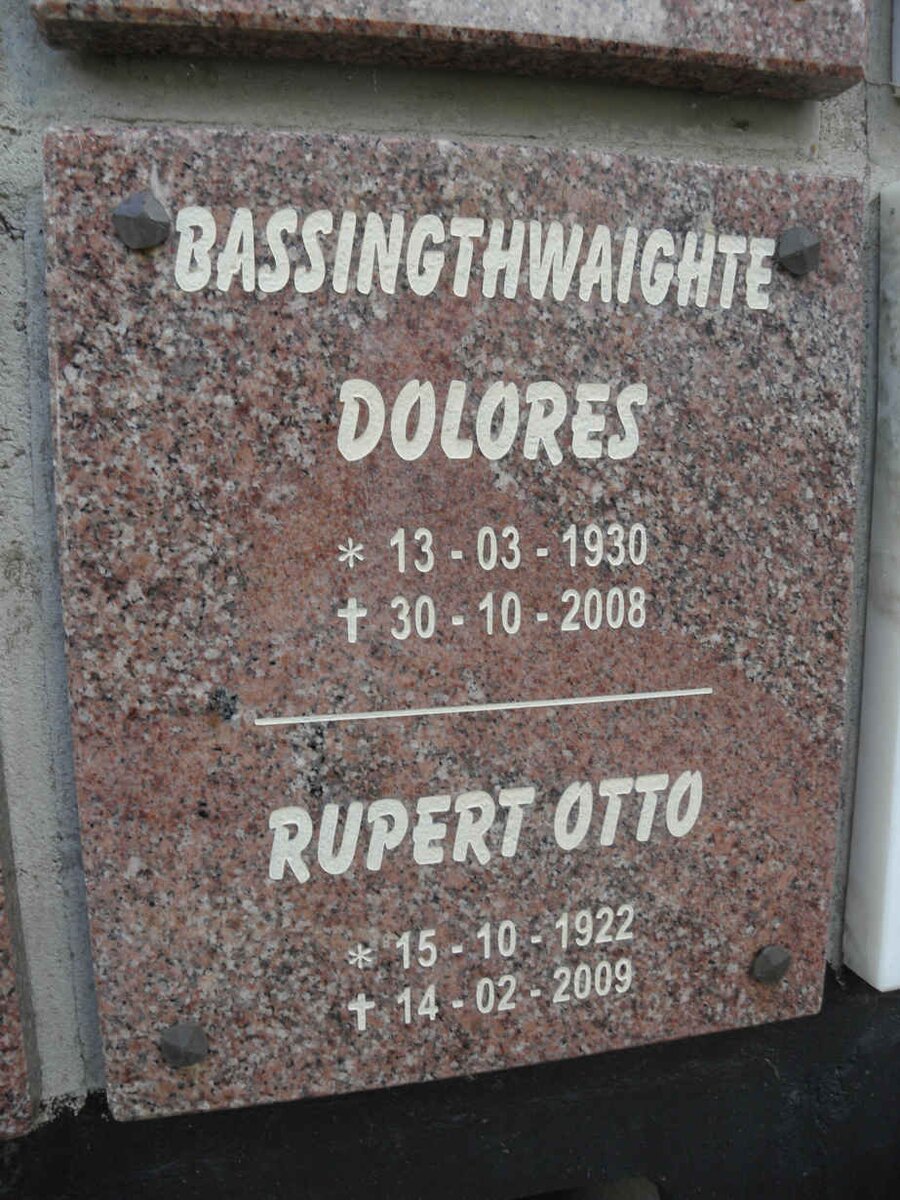 BASSINGTHWAIGHTE
DOLORES
* 13 - 03 - 1930
✝ 30 - 10 - 2008
RUPERT OTTO
* 15 - 10 - 1922
✝ 14 - 02 - 2009